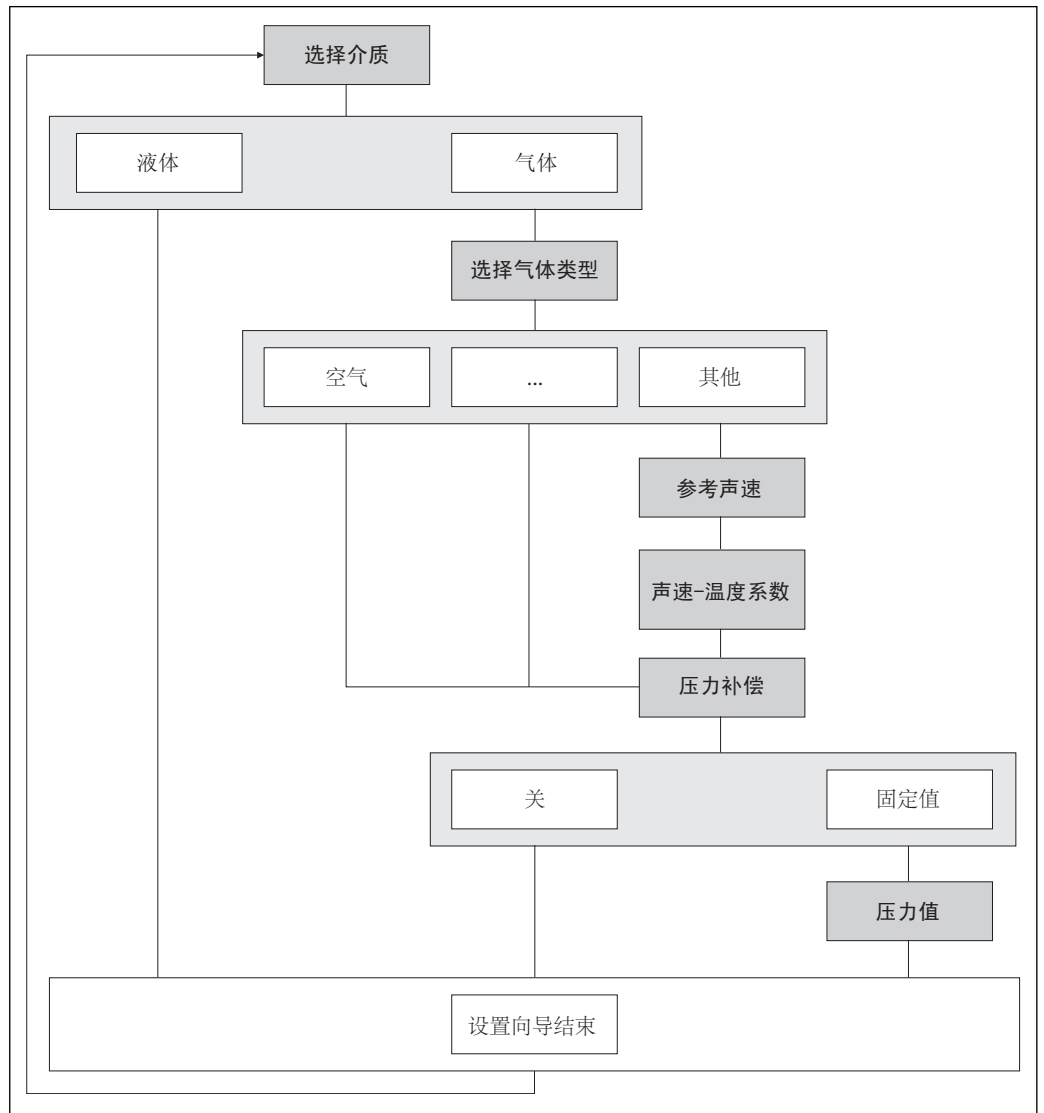 选择介质
液体
气体
选择气体类型
空气
...
其他
参考声速
声速-温度系数
压力补偿
关
固定值
压力值
设置向导结束